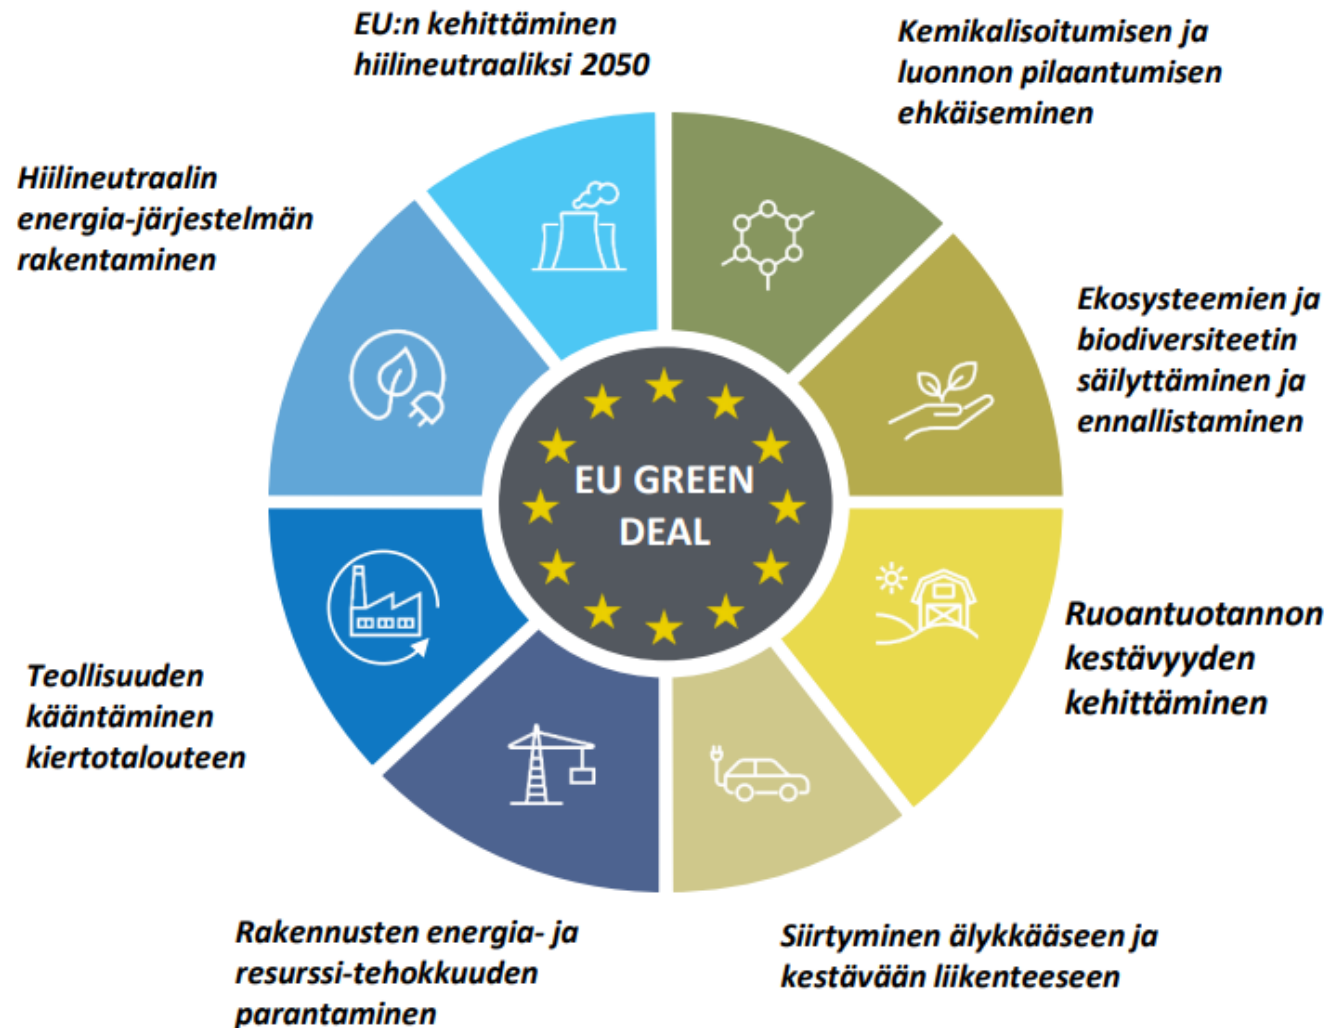 EU:n kehittäminen
hiilineutraaliksi 2050
Kemikalisoitumisen ja
luonnon pilaantumisen
ehkäiseminen
Hiilineutraalin
energia-järjestelmän
rakentaminen
Ekosysteemien ja
biodiversiteetin
säilyttäminen ja
ennallistaminen
EU GREEN
DEAL
Ruoantuotannon
kestävyyden
kehittäminen
Teollisuuden
kääntäminen
kiertotalouteen
Rakennusten energia- ja
resurssi-tehokkuuden
parantaminen
Siirtyminen älykkääseen ja
kestävään liikenteeseen